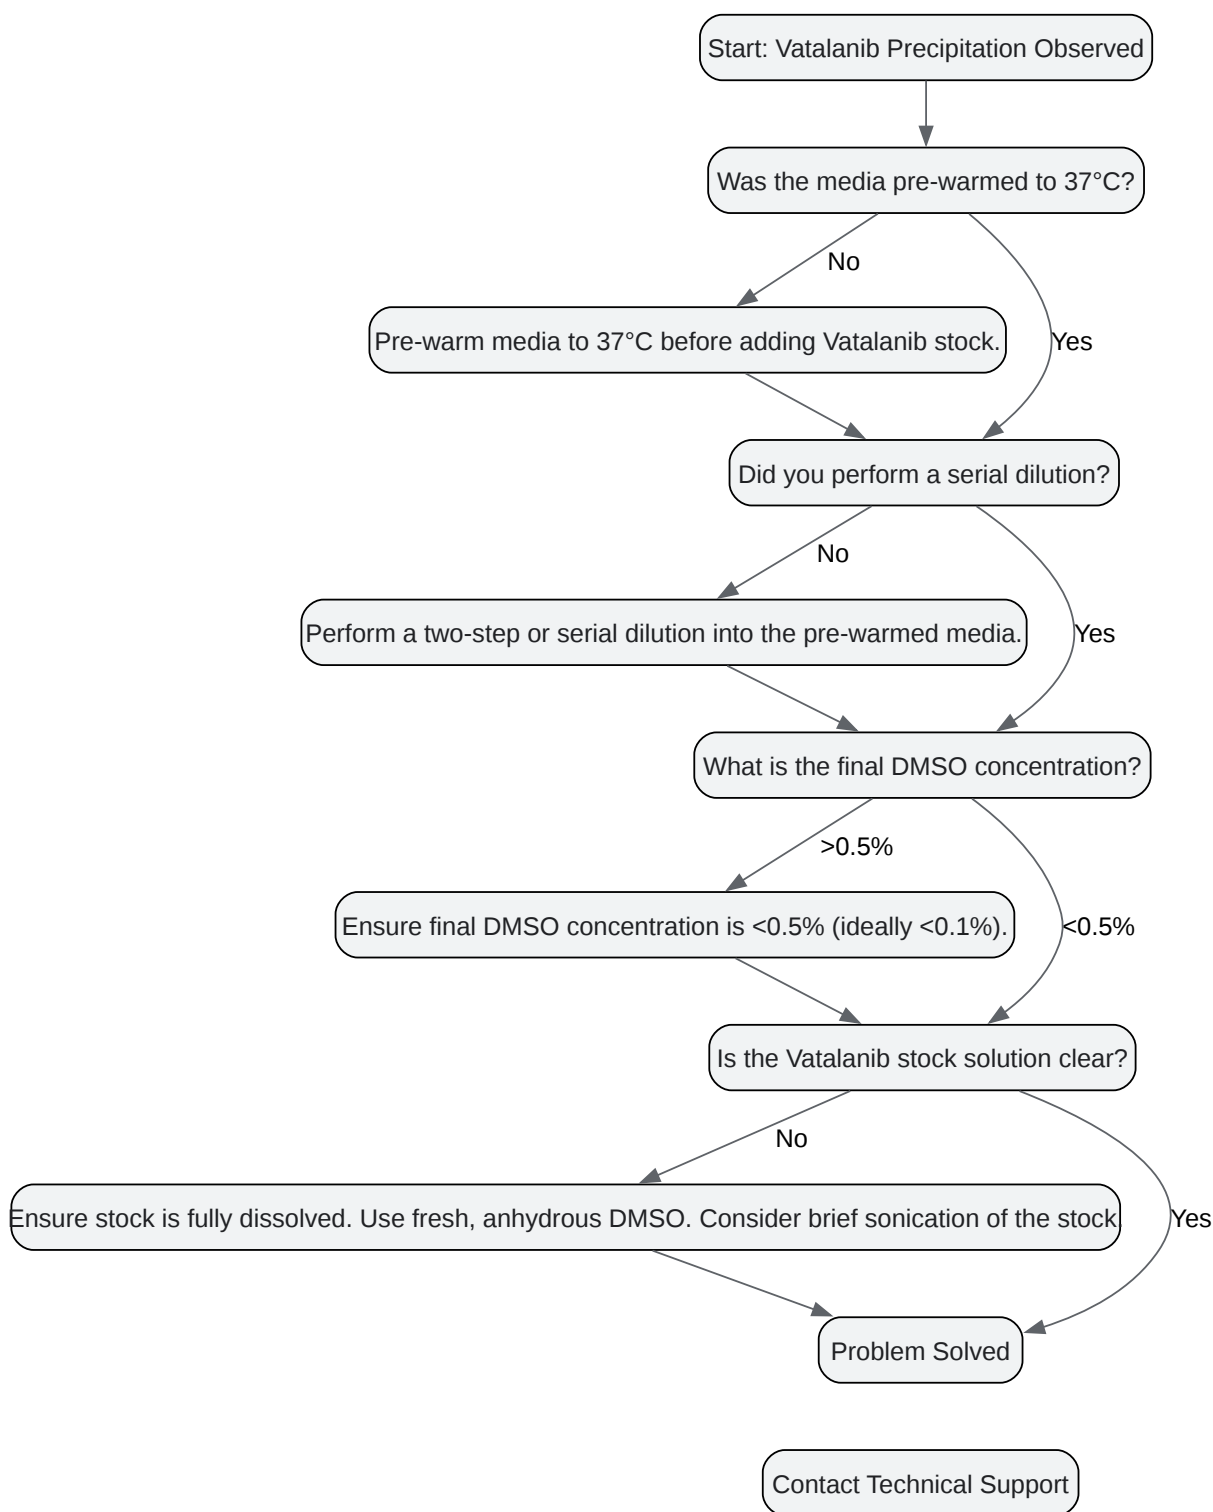 Start: Vatalanib Precipitation Observed
Was the media pre-warmed to 37°C?
No
Pre-warm media to 37°C before adding Vatalanib stock.
Yes
Did you perform a serial dilution?
No
Perform a two-step or serial dilution into the pre-warmed media.
Yes
What is the final DMSO concentration?
>0.5%
Ensure final DMSO concentration is <0.5% (ideally <0.1%).
<0.5%
Is the Vatalanib stock solution clear?
No
Ensure stock is fully dissolved. Use fresh, anhydrous DMSO. Consider brief sonication of the stock.
Yes
Problem Solved
Contact Technical Support